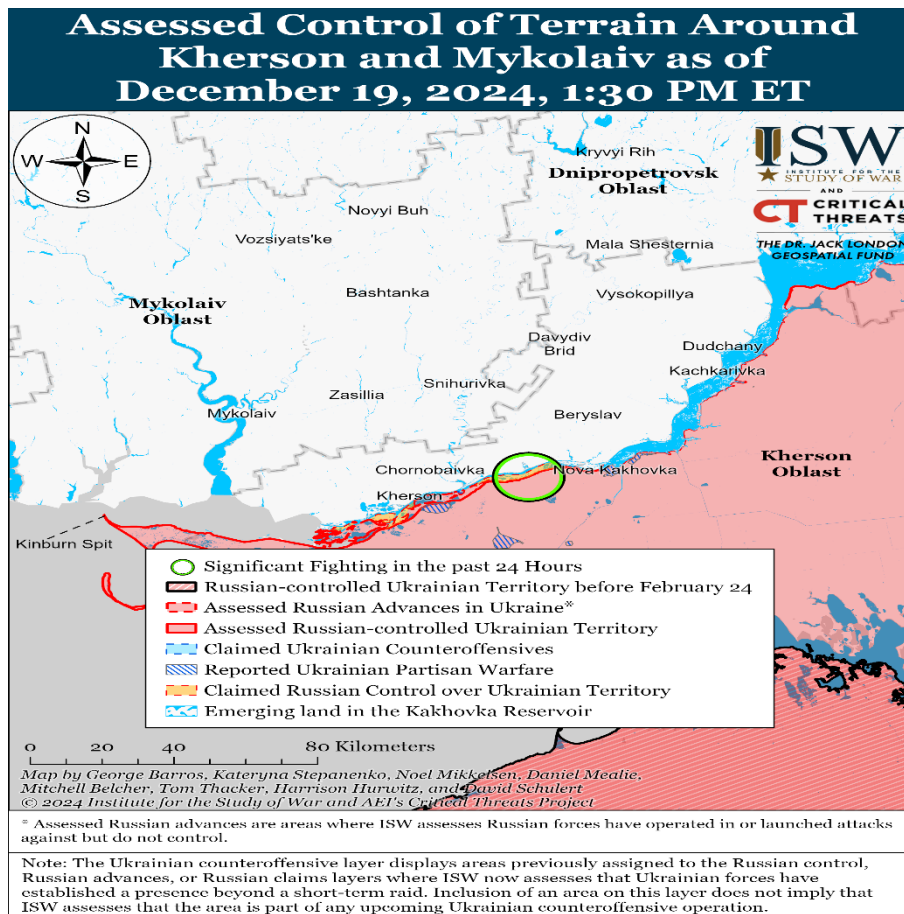 Assessed Control of Terrain Around
Kherson and Mykolaiv as of
December 19, 2024, 1:30 PM ET
N
W E
S
ISW
INSTITUTE FOR THE
STUDY OF WAR
AND
CT CRITICAL
THREATS
THE DR. JACK LONDON
GEOSPATIAL FUND
Kryvyi Rih
Dnipropetrovsk
Oblast
Novyi Buh
Vozsiyats'ke
Mala Shesternia
Bashtanka
Vysokopillya
Mykolaiv
Oblast
Davydiv
Brid
Dudchany
Kachkarivka
Snihurivka
Zasillia
Mykolaiv
Beryslav
Kherson
Oblast
Chornobaivka
Nova Kakhovka
Kherson
Kinburn Spit
Significant Fighting in the past 24 Hours
Russian-controlled Ukrainian Territory before February 24
Assessed Russian Advances in Ukraine*
Assessed Russian-controlled Ukrainian Territory
Claimed Ukrainian Counteroffensives
Reported Ukrainian Partisan Warfare
Claimed Russian Control over Ukrainian Territory
Emerging land in the Kakhovka Reservoir
0 20 40 80 Kilometers
Map by George Barros, Kateryna Stepanenko, Noel Mikkelsen, Daniel Mealie,
Mitchell Belcher, Tom Thacker, Harrison Hurwitz, and David Schulert
© 2024 Institute for the Study of War and AEI's Critical Threats Project
* Assessed Russian advances are areas where ISW assesses Russian forces have operated in or launched attacks
against but do not control.
Note: The Ukrainian counteroffensive layer displays areas previously assigned to the Russian control,
Russian advances, or Russian claims layers where ISW now assesses that Ukrainian forces have
established a presence beyond a short-term raid. Inclusion of an area on this layer does not imply that
ISW assesses that the area is part of any upcoming Ukrainian counteroffensive operation.